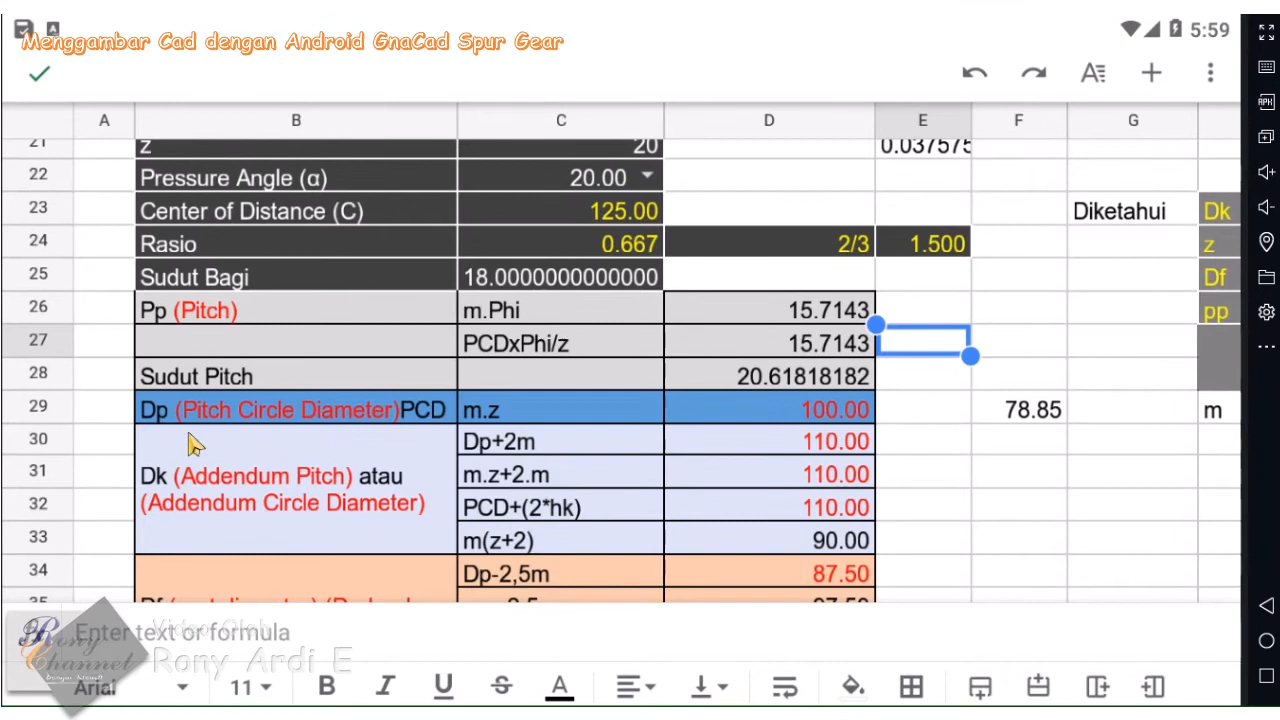 Menggambar Cad dengan Android GnaCad Spur Gear
5:59
A B C D E F G
21 z 20 0.037575
22 Pressure Angle (α) 20.00
23 Center of Distance (C) 125.00 Diketahui Dk
24 Rasio 0.667 2/3 1.500 z
25 Sudut Bagi 18.0000000000000 Df
26 Pp (Pitch) m.Phi 15.7143 pp
27 PCDxPhi/z 15.7143
28 Sudut Pitch 20.61818182
29 Dp (Pitch Circle Diameter)PCD m.z 100.00 78.85 m
30 Dp+2m 110.00
31 Dk (Addendum Pitch) atau m.z+2.m 110.00
32 (Addendum Circle Diameter) PCD+(2*hk) 110.00
33 m(z+2) 90.00
34 Dp-2,5m 87.50
35
Enter text or formula
Video Oleh
Rony Ardi E
Rony
Channel
Arial 11 B I U S A